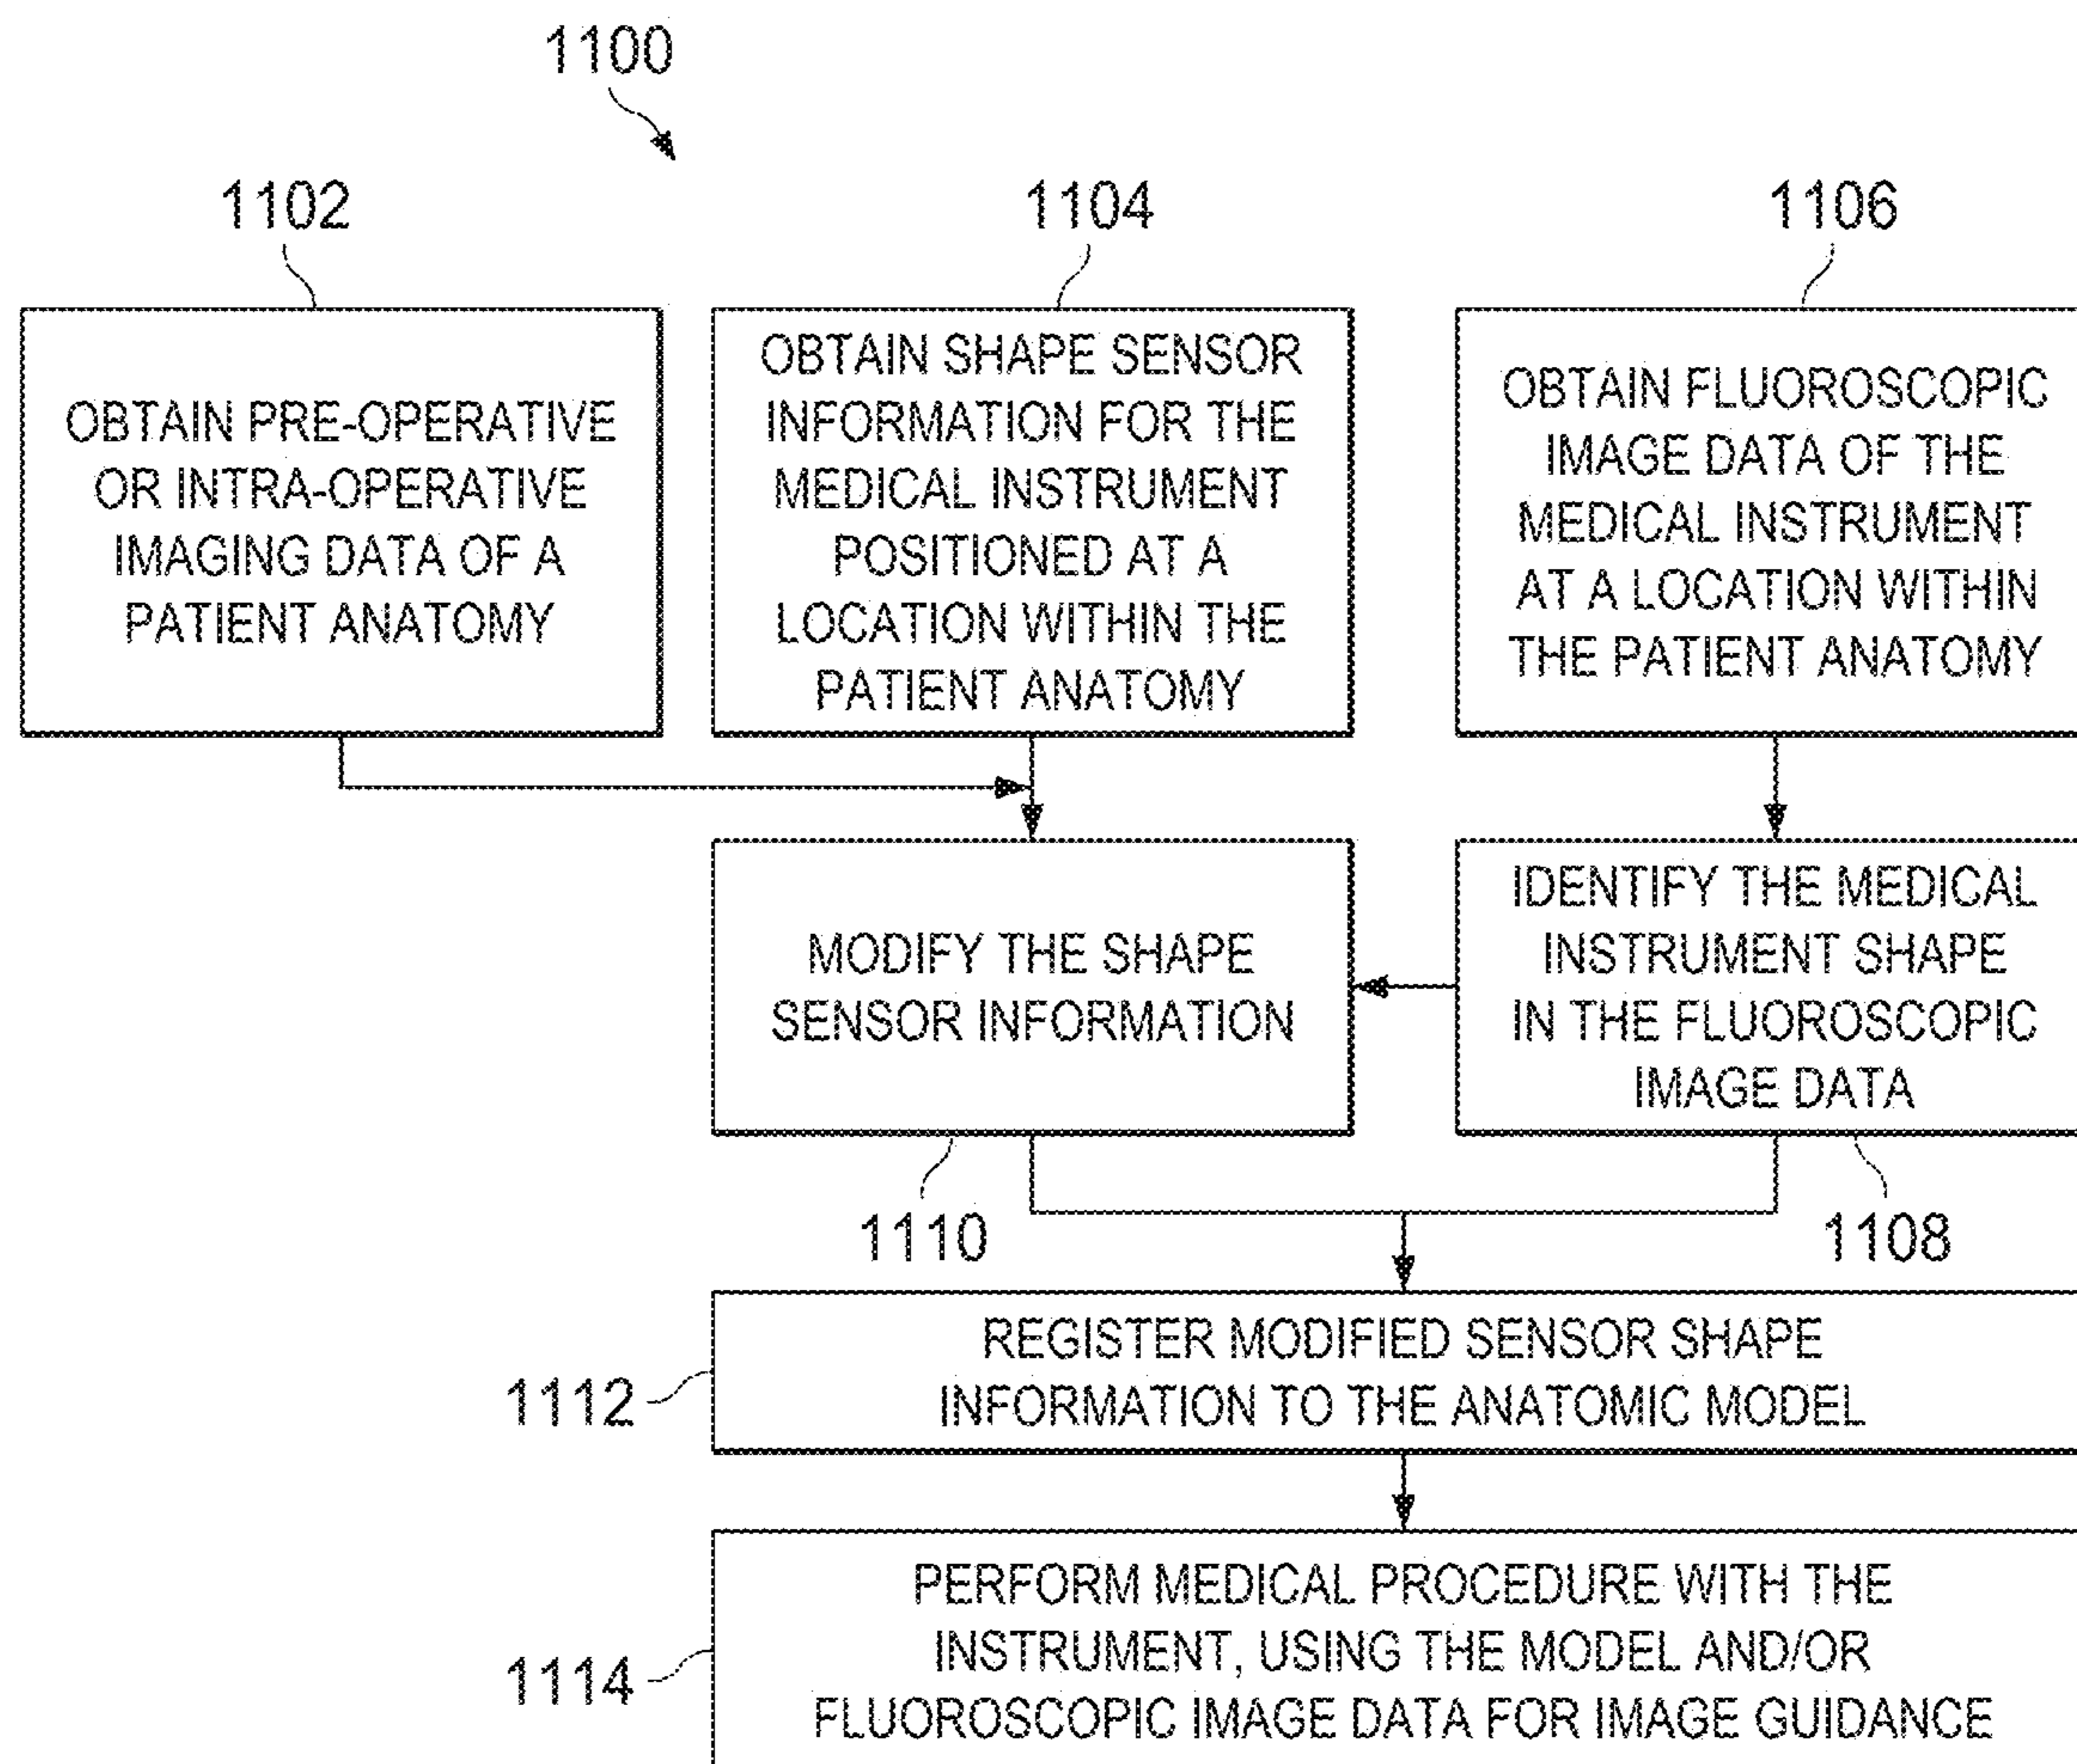 1100
1102
1104
1106
OBTAIN PRE-OPERATIVE
OR INTRA-OPERATIVE
IMAGING DATA OF A
PATIENT ANATOMY
OBTAIN SHAPE SENSOR
INFORMATION FOR THE
MEDICAL INSTRUMENT
POSITIONED AT A
LOCATION WITHIN THE
PATIENT ANATOMY
OBTAIN FLUOROSCOPIC
IMAGE DATA OF THE
MEDICAL INSTRUMENT
AT A LOCATION WITHIN
THE PATIENT ANATOMY
MODIFY THE SHAPE
SENSOR INFORMATION
IDENTIFY THE MEDICAL
INSTRUMENT SHAPE
IN THE FLUOROSCOPIC
IMAGE DATA
1110
1108
REGISTER MODIFIED SENSOR SHAPE
INFORMATION TO THE ANATOMIC MODEL
1112
PERFORM MEDICAL PROCEDURE WITH THE
INSTRUMENT, USING THE MODEL AND/OR
FLUOROSCOPIC IMAGE DATA FOR IMAGE GUIDANCE
1114